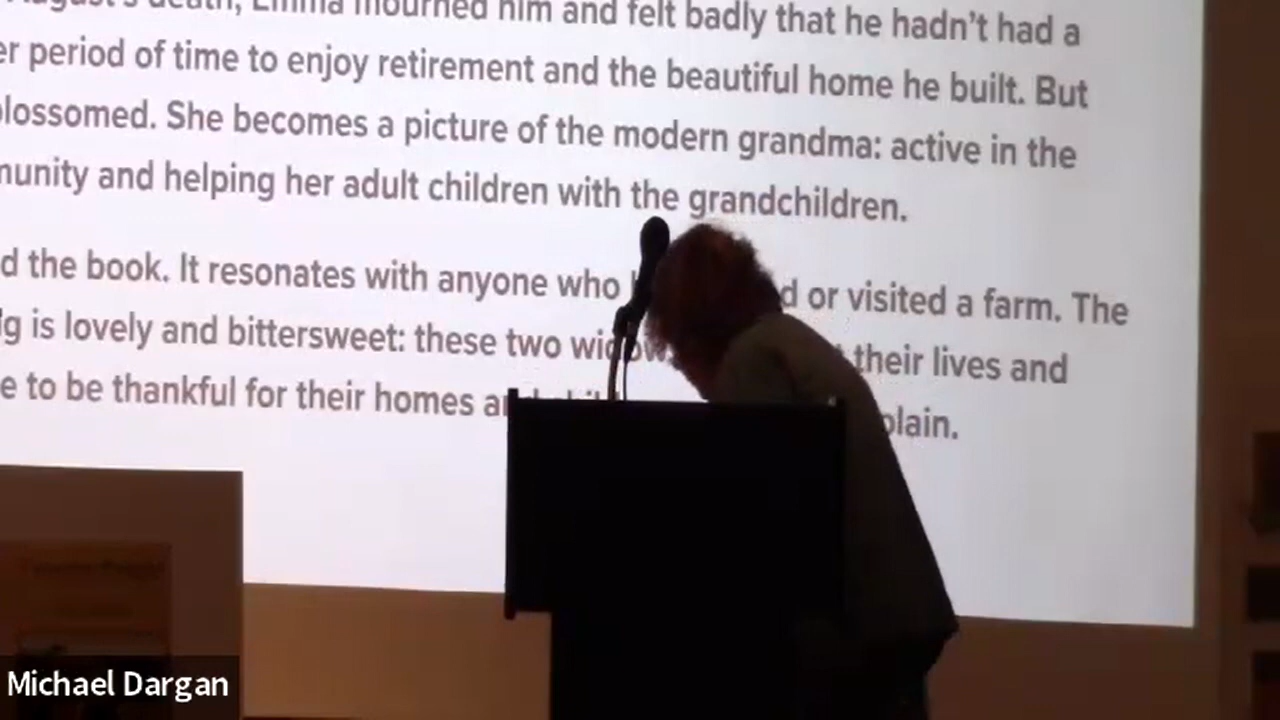 August's death, Emma mourned him and felt badly that he hadn't had a
er period of time to enjoy retirement and the beautiful home he built. But
blossomed. She becomes a picture of the modern grandma: active in the
munity and helping her adult children with the grandchildren.
d the book. It resonates with anyone who d or visited a farm. The
ig is lovely and bittersweet: these two widows their lives and
e to be thankful for their homes plain.
Michael Dargan